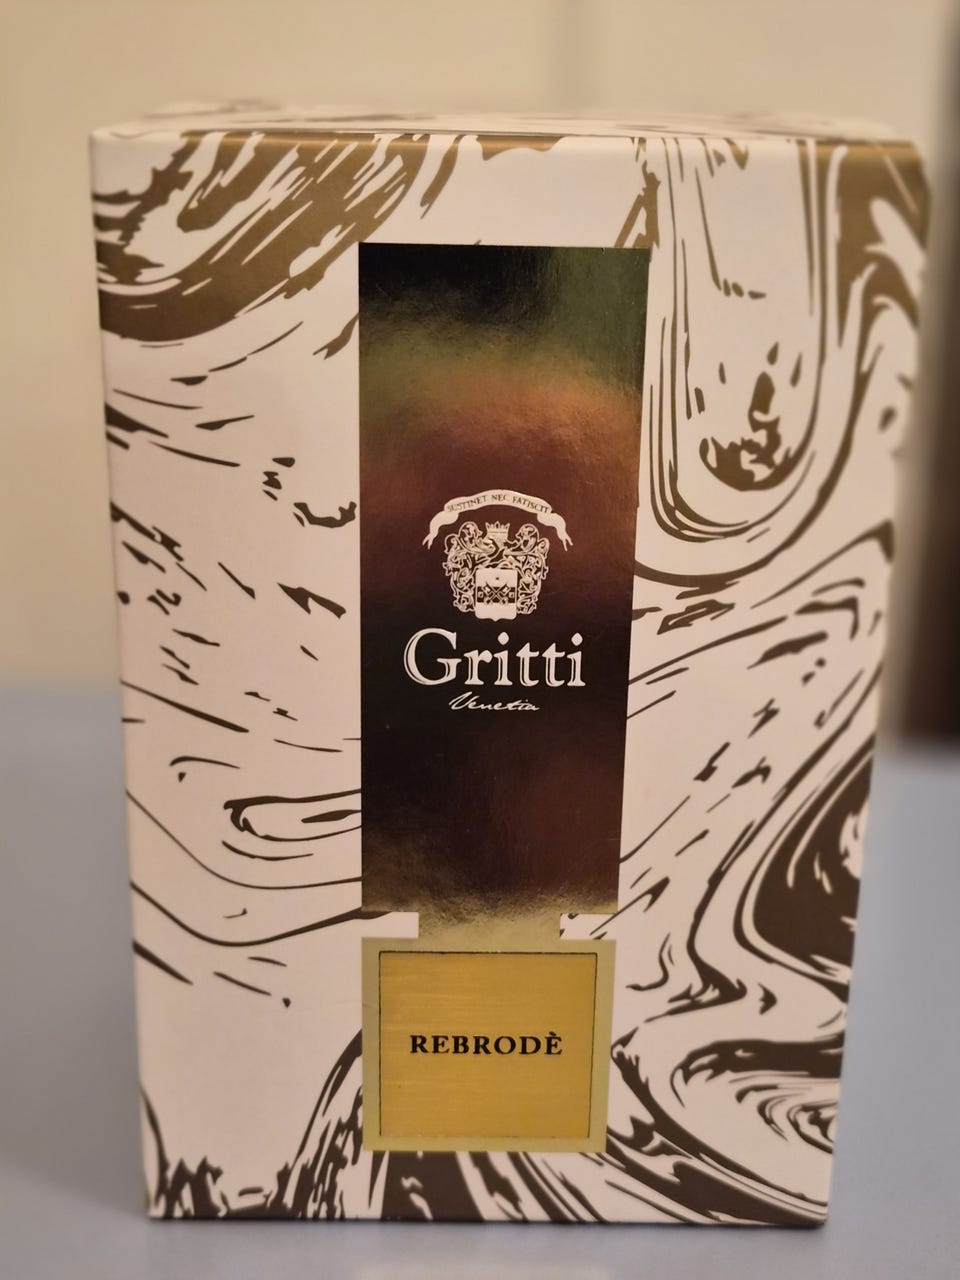 SUSTINET NEC FATISCIT
Gritti
Venetia
REBRODÈ